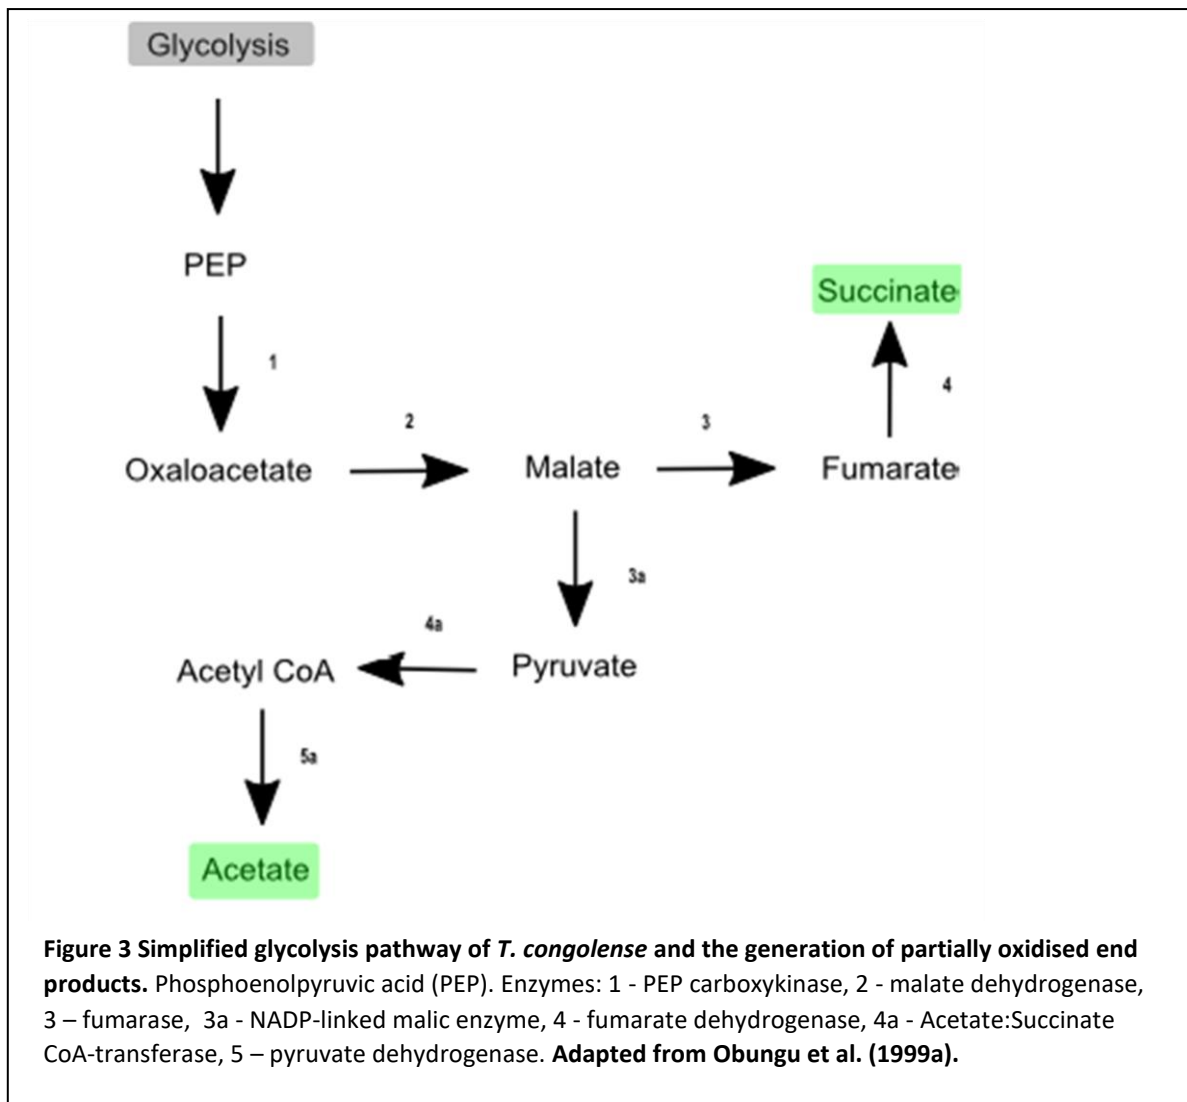 Glycolysis
PEP
1
Oxaloacetate
2
Malate
3
Fumarate
4
Succinate
3a
Pyruvate
4a
Acetyl CoA
5a
Acetate
Figure 3 Simplified glycolysis pathway of T. congolense and the generation of partially oxidised end
products. Phosphoenolpyruvic acid (PEP). Enzymes: 1 - PEP carboxykinase, 2 - malate dehydrogenase,
3 – fumarase, 3a - NADP-linked malic enzyme, 4 - fumarate dehydrogenase, 4a - Acetate:Succinate
CoA-transferase, 5 – pyruvate dehydrogenase. Adapted from Obungu et al. (1999a).